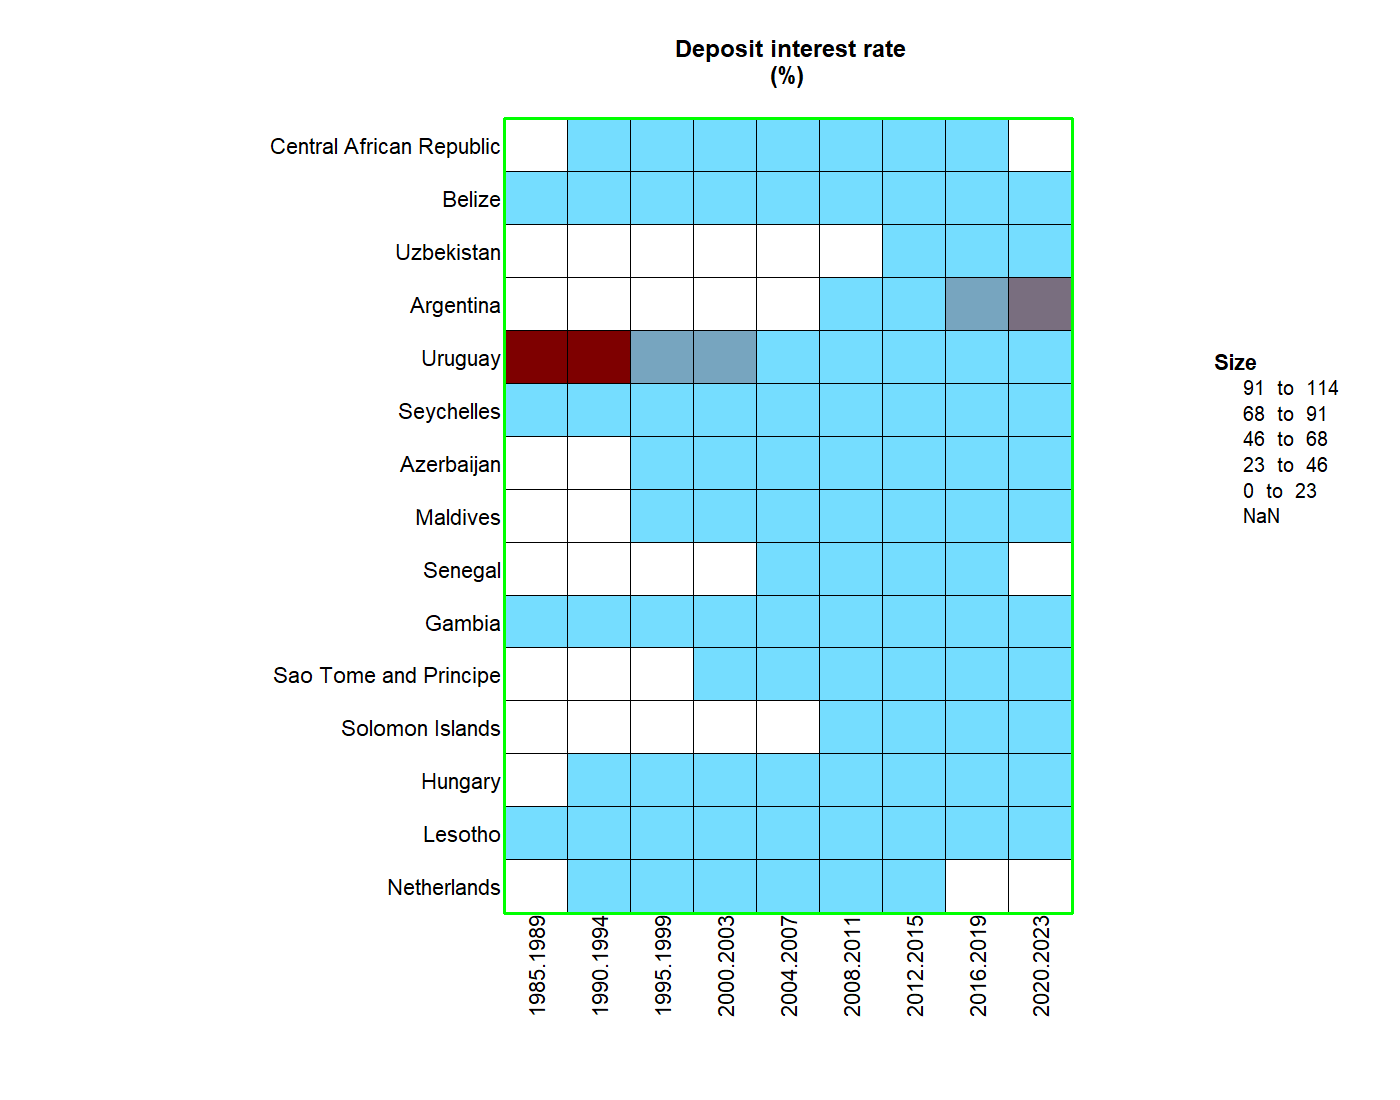 Deposit interest rate
(%)
Central African Republic
Belize
Uzbekistan
Argentina
Uruguay
Seychelles
Azerbaijan
Maldives
Senegal
Gambia
Sao Tome and Principe
Solomon Islands
Hungary
Lesotho
Netherlands
1985.1989
1990.1994
1995.1999
2000.2003
2004.2007
2008.2011
2012.2015
2016.2019
2020.2023
Size
91 to 114
68 to 91
46 to 68
23 to 46
0 to 23
NaN